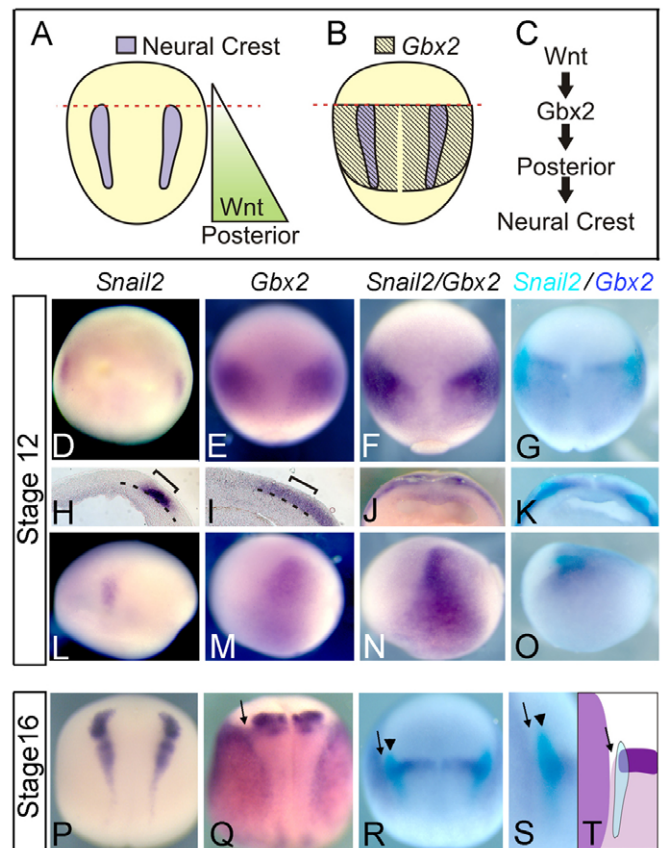 A
Neural Crest
B
Gbx2
C
Wnt
Gbx2
Posterior
Neural Crest
Wnt
Posterior
Snail2
Gbx2
Snail2/Gbx2
Snail2/Gbx2
Stage 12
D
E
F
G
H
I
J
K
L
M
N
O
Stage16
P
Q
R
S
T